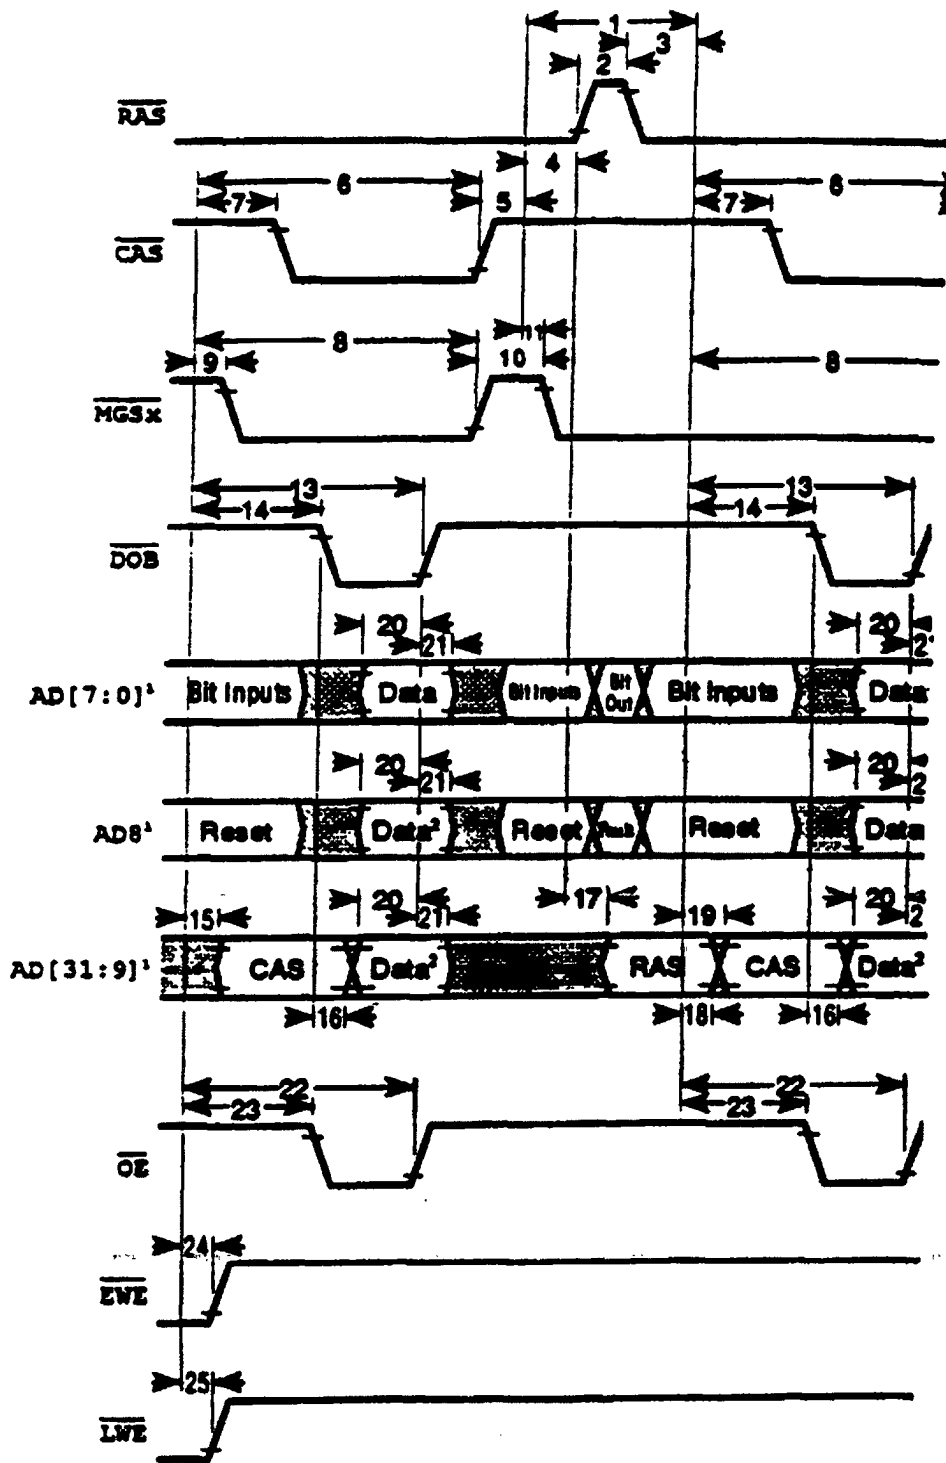 1
3
2
RAS
4
6 6
7 5 7
CAS
11
8
9 10 8
MGSx
13 13
14 14
DOB
20 20
21 2
AD[7:0]¹ Bit Inputs Data Bit Inputs Bit Out Bit Inputs Data
20 20
21 2
AD8¹ Reset Data² Reset Reset Data
20 17 20
15 21 19 2
AD[31:9]¹ CAS Data² RAS CAS Data²
16 18 16
22 22
23 23
OE
24
EWE
25
LWE